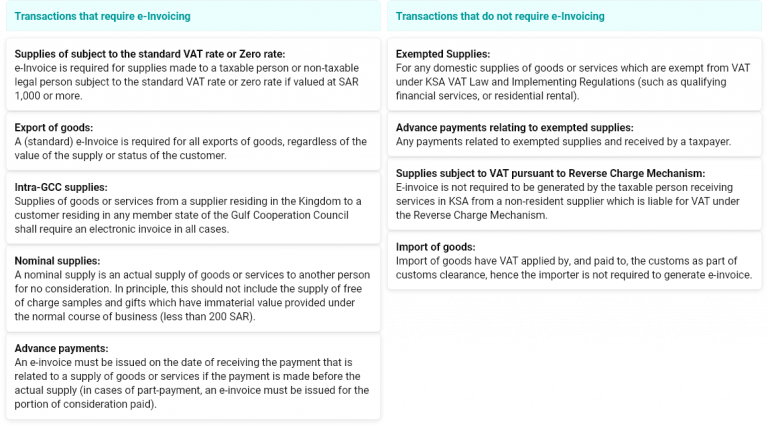 Transactions that require e-Invoicing
Supplies of subject to the standard VAT rate or Zero rate:
e-Invoice is required for supplies made to a taxable person or non-taxable
legal person subject to the standard VAT rate or zero rate if valued at SAR
1,000 or more.
Export of goods:
A (standard) e-Invoice is required for all exports of goods, regardless of the
value of the supply or status of the customer.
Intra-GCC supplies:
Supplies of goods or services from a supplier residing in the Kingdom to a
customer residing in any member state of the Gulf Cooperation Council
shall require an electronic invoice in all cases.
Nominal supplies:
A nominal supply is an actual supply of goods or services to another person
for no consideration. In principle, this should not include the supply of free
of charge samples and gifts which have immaterial value provided under
the normal course of business (less than 200 SAR).
Advance payments:
An e-invoice must be issued on the date of receiving the payment that is
related to a supply of goods or services if the payment is made before the
actual supply (in cases of part-payment, an e-invoice must be issued for the
portion of consideration paid).
Transactions that do not require e-Invoicing
Exempted Supplies:
For any domestic supplies of goods or services which are exempt from VAT
under KSA VAT Law and Implementing Regulations (such as qualifying
financial services, or residential rental).
Advance payments relating to exempted supplies:
Any payments related to exempted supplies and received by a taxpayer.
Supplies subject to VAT pursuant to Reverse Charge Mechanism:
E-invoice is not required to be generated by the taxable person receiving
services in KSA from a non-resident supplier which is liable for VAT under
the Reverse Charge Mechanism.
Import of goods:
Import of goods have VAT applied by, and paid to, the customs as part of
customs clearance, hence the importer is not required to generate e-invoice.